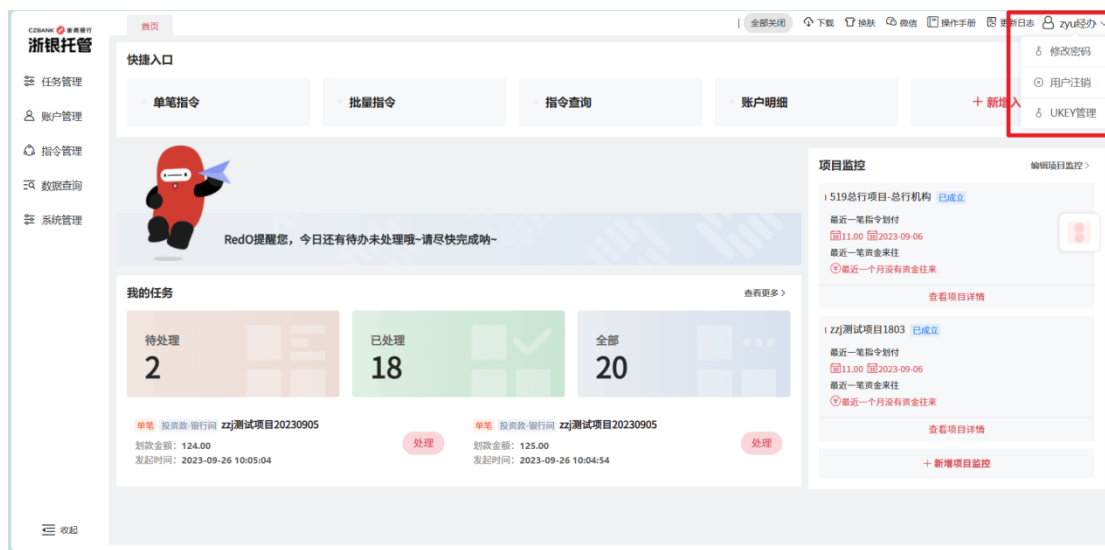 CZBANK 浙商银行
浙银托管
任务管理
账户管理
指令管理
数据查询
系统管理
收起
首页
全部关闭 下载 换肤 微信 操作手册 更新日志 zyul经办
修改密码
用户注销
UKEY管理
快捷入口
单笔指令 批量指令 指令查询 账户明细 + 新增入
RedO提醒您，今日还有待办未处理哦~请尽快完成呐~
我的任务 查看更多 >
待处理 已处理 全部
2 18 20
单笔 投资款-银行间 zzj测试项目20230905
划款金额：124.00
发起时间：2023-09-26 10:05:04
处理
单笔 投资款-银行间 zzj测试项目20230905
划款金额：125.00
发起时间：2023-09-26 10:04:54
处理
项目监控 编辑项目监控 >
519总行项目-总行机构 已成立
最近一笔指令划付
11.00 2023-09-06
最近一笔资金来往
最近一个月没有资金往来
查看项目详情
zzj测试项目1803 已成立
最近一笔指令划付
11.00 2023-09-06
最近一笔资金来往
最近一个月没有资金往来
查看项目详情
+ 新增项目监控